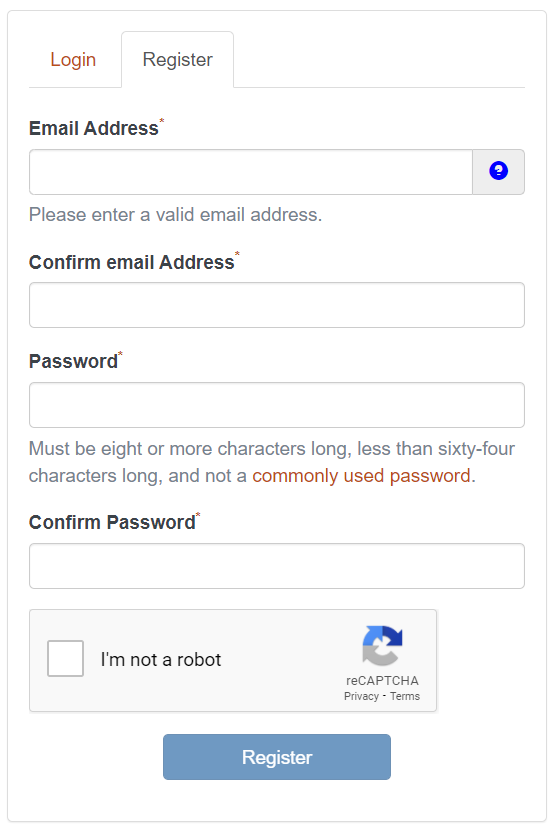 Login Register
Email Address*
?
Please enter a valid email address.
Confirm email Address*
Password*
Must be eight or more characters long, less than sixty-four
characters long, and not a commonly used password.
Confirm Password*
I'm not a robot
reCAPTCHA
Privacy - Terms
Register